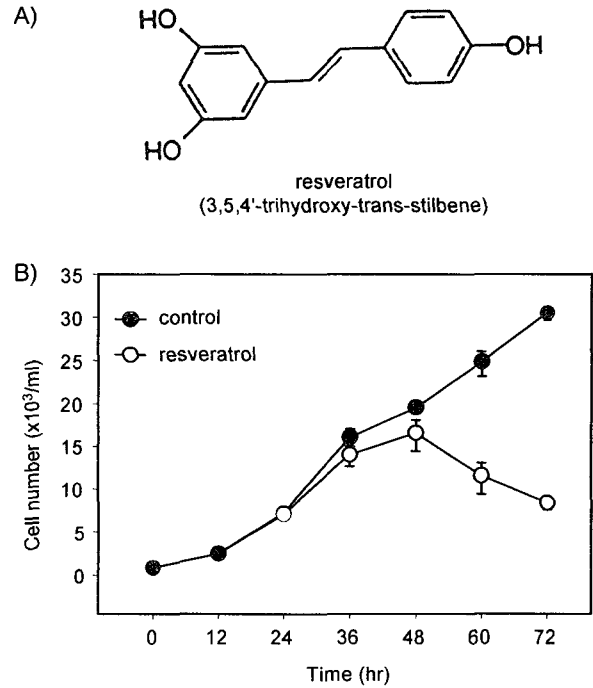 A)
HO
OH
HO
resveratrol
(3,5,4'-trihydroxy-trans-stilbene)
B)
35
30
25
20
15
10
5
0
control
resveratrol
Cell number (x10³/ml)
0 12 24 36 48 60 72
Time (hr)